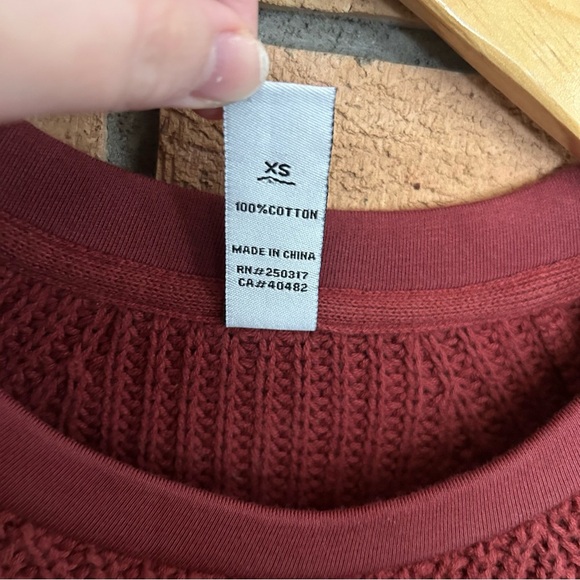 XS
100%COTTON
MADE IN CHINA
RN#250317
CA#40482